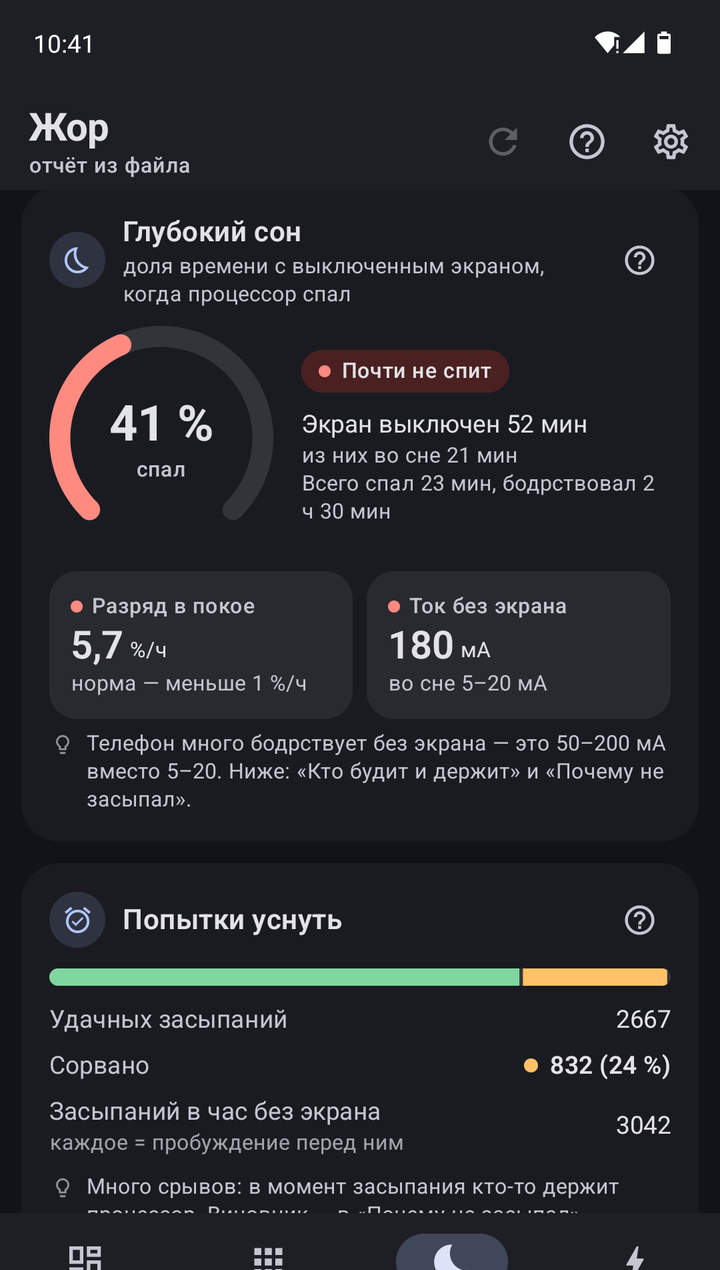 10:41
Жор
отчёт из файла
Глубокий сон
доля времени с выключенным экраном,
когда процессор спал
41 %
спал
Почти не спит
Экран выключен 52 мин
из них во сне 21 мин
Всего спал 23 мин, бодрствовал 2
ч 30 мин
Разряд в покое
5,7 %/ч
норма — меньше 1 %/ч
Ток без экрана
180 мА
во сне 5–20 мА
Телефон много бодрствует без экрана — это 50–200 мА
вместо 5–20. Ниже: «Кто будит и держит» и «Почему не
засыпал».
Попытки уснуть
Удачных засыпаний 2667
Сорвано 832 (24 %)
Засыпаний в час без экрана 3042
каждое = пробуждение перед ним
Много срывов: в момент засыпания кто-то держит
процессор. Виновник — в «Почему не засыпал».